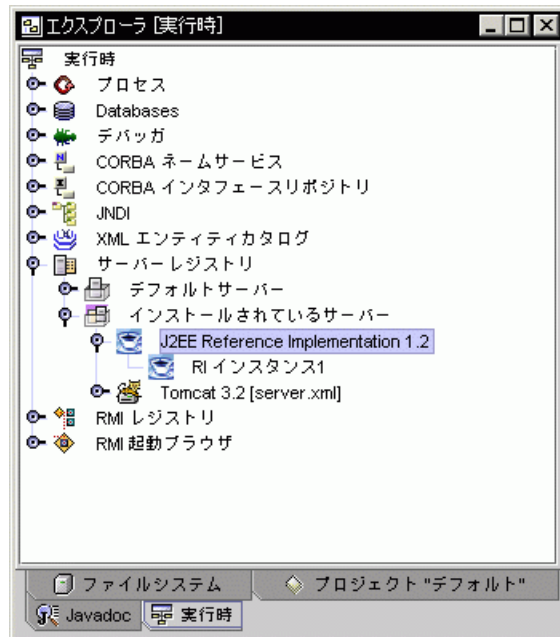 エクスプローラ [実行時]
実行時
プロセス
Databases
デバッガ
CORBA ネームサービス
CORBA インタフェースリポジトリ
JNDI
XML エンティティカタログ
サーバーレジストリ
デフォルトサーバー
インストールされているサーバー
J2EE Reference Implementation 1.2
RI インスタンス1
Tomcat 3.2 [server.xml]
RMI レジストリ
RMI 起動ブラウザ
ファイルシステム プロジェクト "デフォルト"
Javadoc 実行時